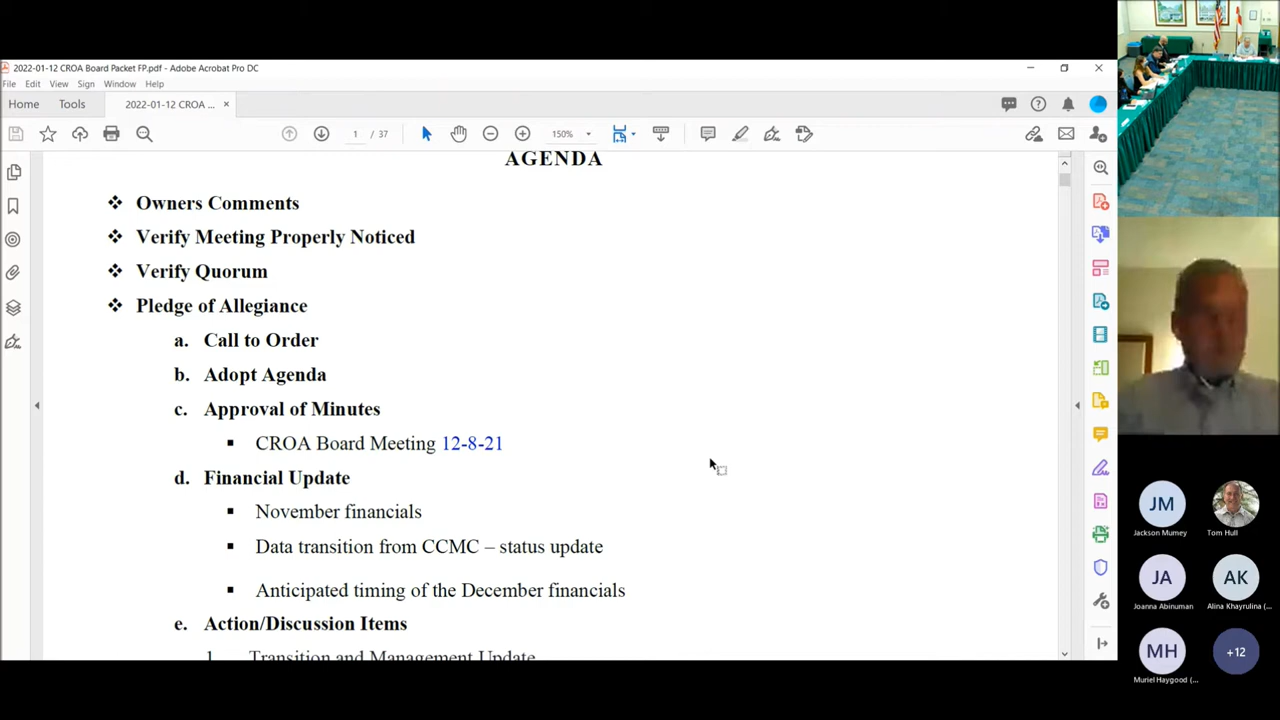 2022-01-12 CROA Board Packet FP.pdf - Adobe Acrobat Pro DC
File Edit View Sign Window Help
Home Tools 2022-01-12 CROA ... ×
1 / 37 150%
AGENDA
❖ Owners Comments
❖ Verify Meeting Properly Noticed
❖ Verify Quorum
❖ Pledge of Allegiance
a. Call to Order
b. Adopt Agenda
c. Approval of Minutes
▪ CROA Board Meeting 12-8-21
d. Financial Update
▪ November financials
▪ Data transition from CCMC – status update
▪ Anticipated timing of the December financials
e. Action/Discussion Items
1. Transition and Management Update
JM
Jackson Mumey
Tom Hull
JA
Joanna Abinuman
AK
Alina Khayrulina (...
MH
Muriel Haygood (...
+12